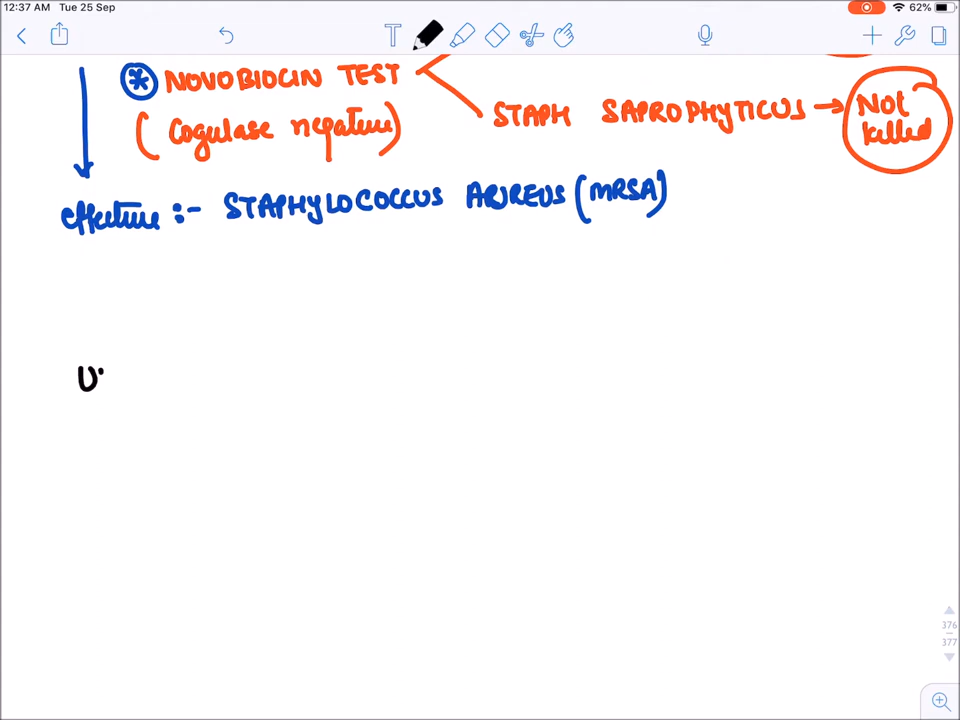 12:37 AM Tue 25 Sep 62%
NOVOBIOCIN TEST
(Cogulase negative)
STAPH SAPROPHYTICUS → Not killed
effective :- STAPHYLOCOCCUS AUREUS (MRSA)
U
376
377